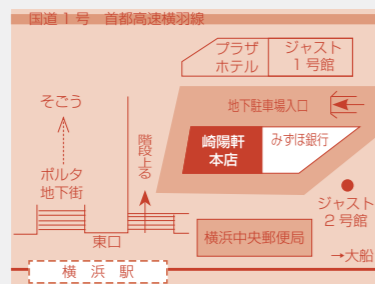 国道1号 首都高速横羽線
プラザ
ホテル
ジャスト
1号館
そごう
地下駐車場入口
階段上る
崎陽軒
本店
みずほ銀行
ポルタ
地下街
ジャスト
2号館
東口
横浜中央郵便局
→大船
横浜駅